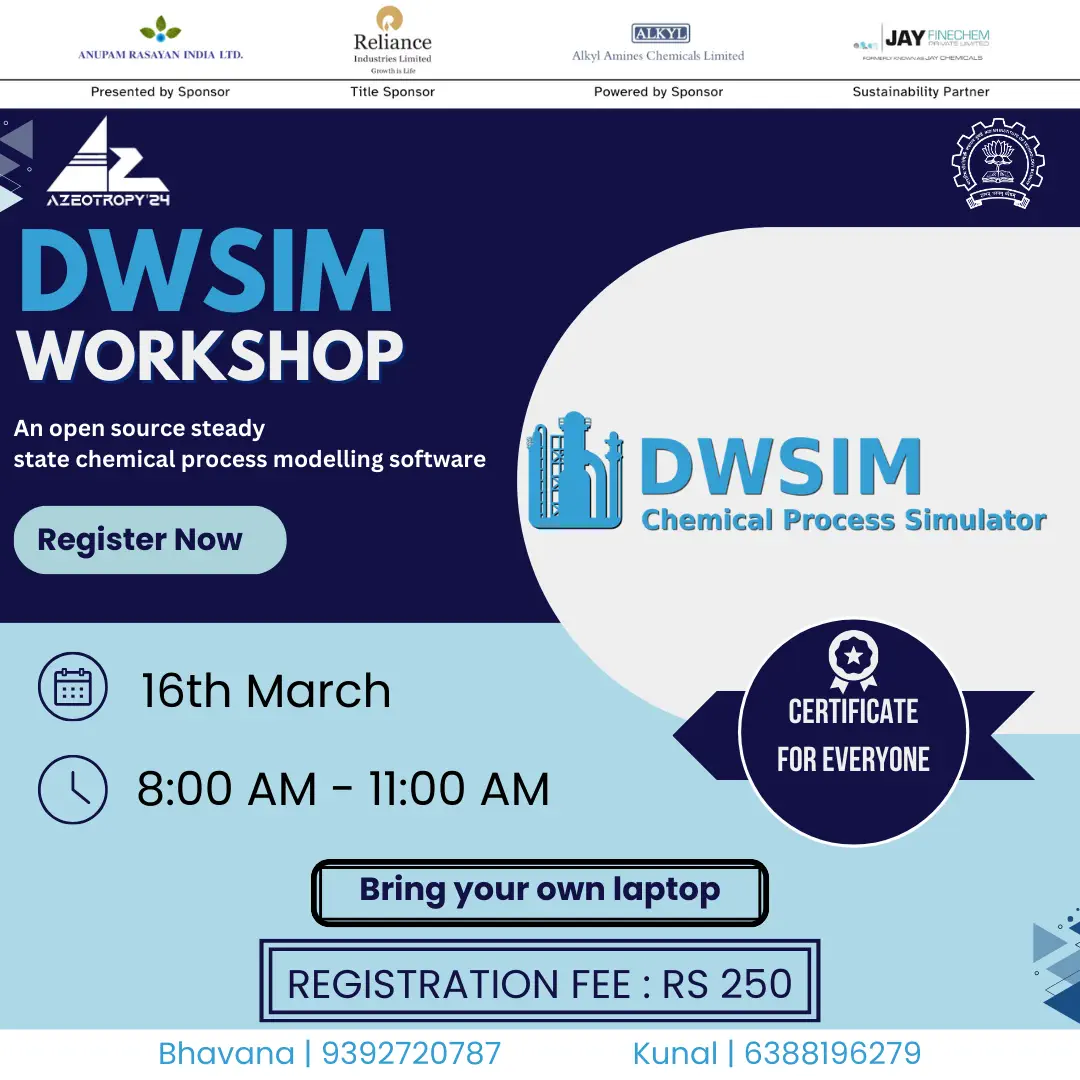 ANUPAM RASAYAN INDIA LTD.
Reliance
Industries Limited
Growth is Life
ALKYL
Alkyl Amines Chemicals Limited
JAY FINECHEM
PRIVATE LIMITED
FORMERLY KNOWN AS JAY CHEMICALS
Presented by Sponsor
Title Sponsor
Powered by Sponsor
Sustainability Partner
AZEOTROPY'24
DWSIM
WORKSHOP
An open source steady
state chemical process modelling software
Register Now
DWSIM
Chemical Process Simulator
16th March
8:00 AM - 11:00 AM
CERTIFICATE
FOR EVERYONE
Bring your own laptop
REGISTRATION FEE : RS 250
Bhavana | 9392720787
Kunal | 6388196279